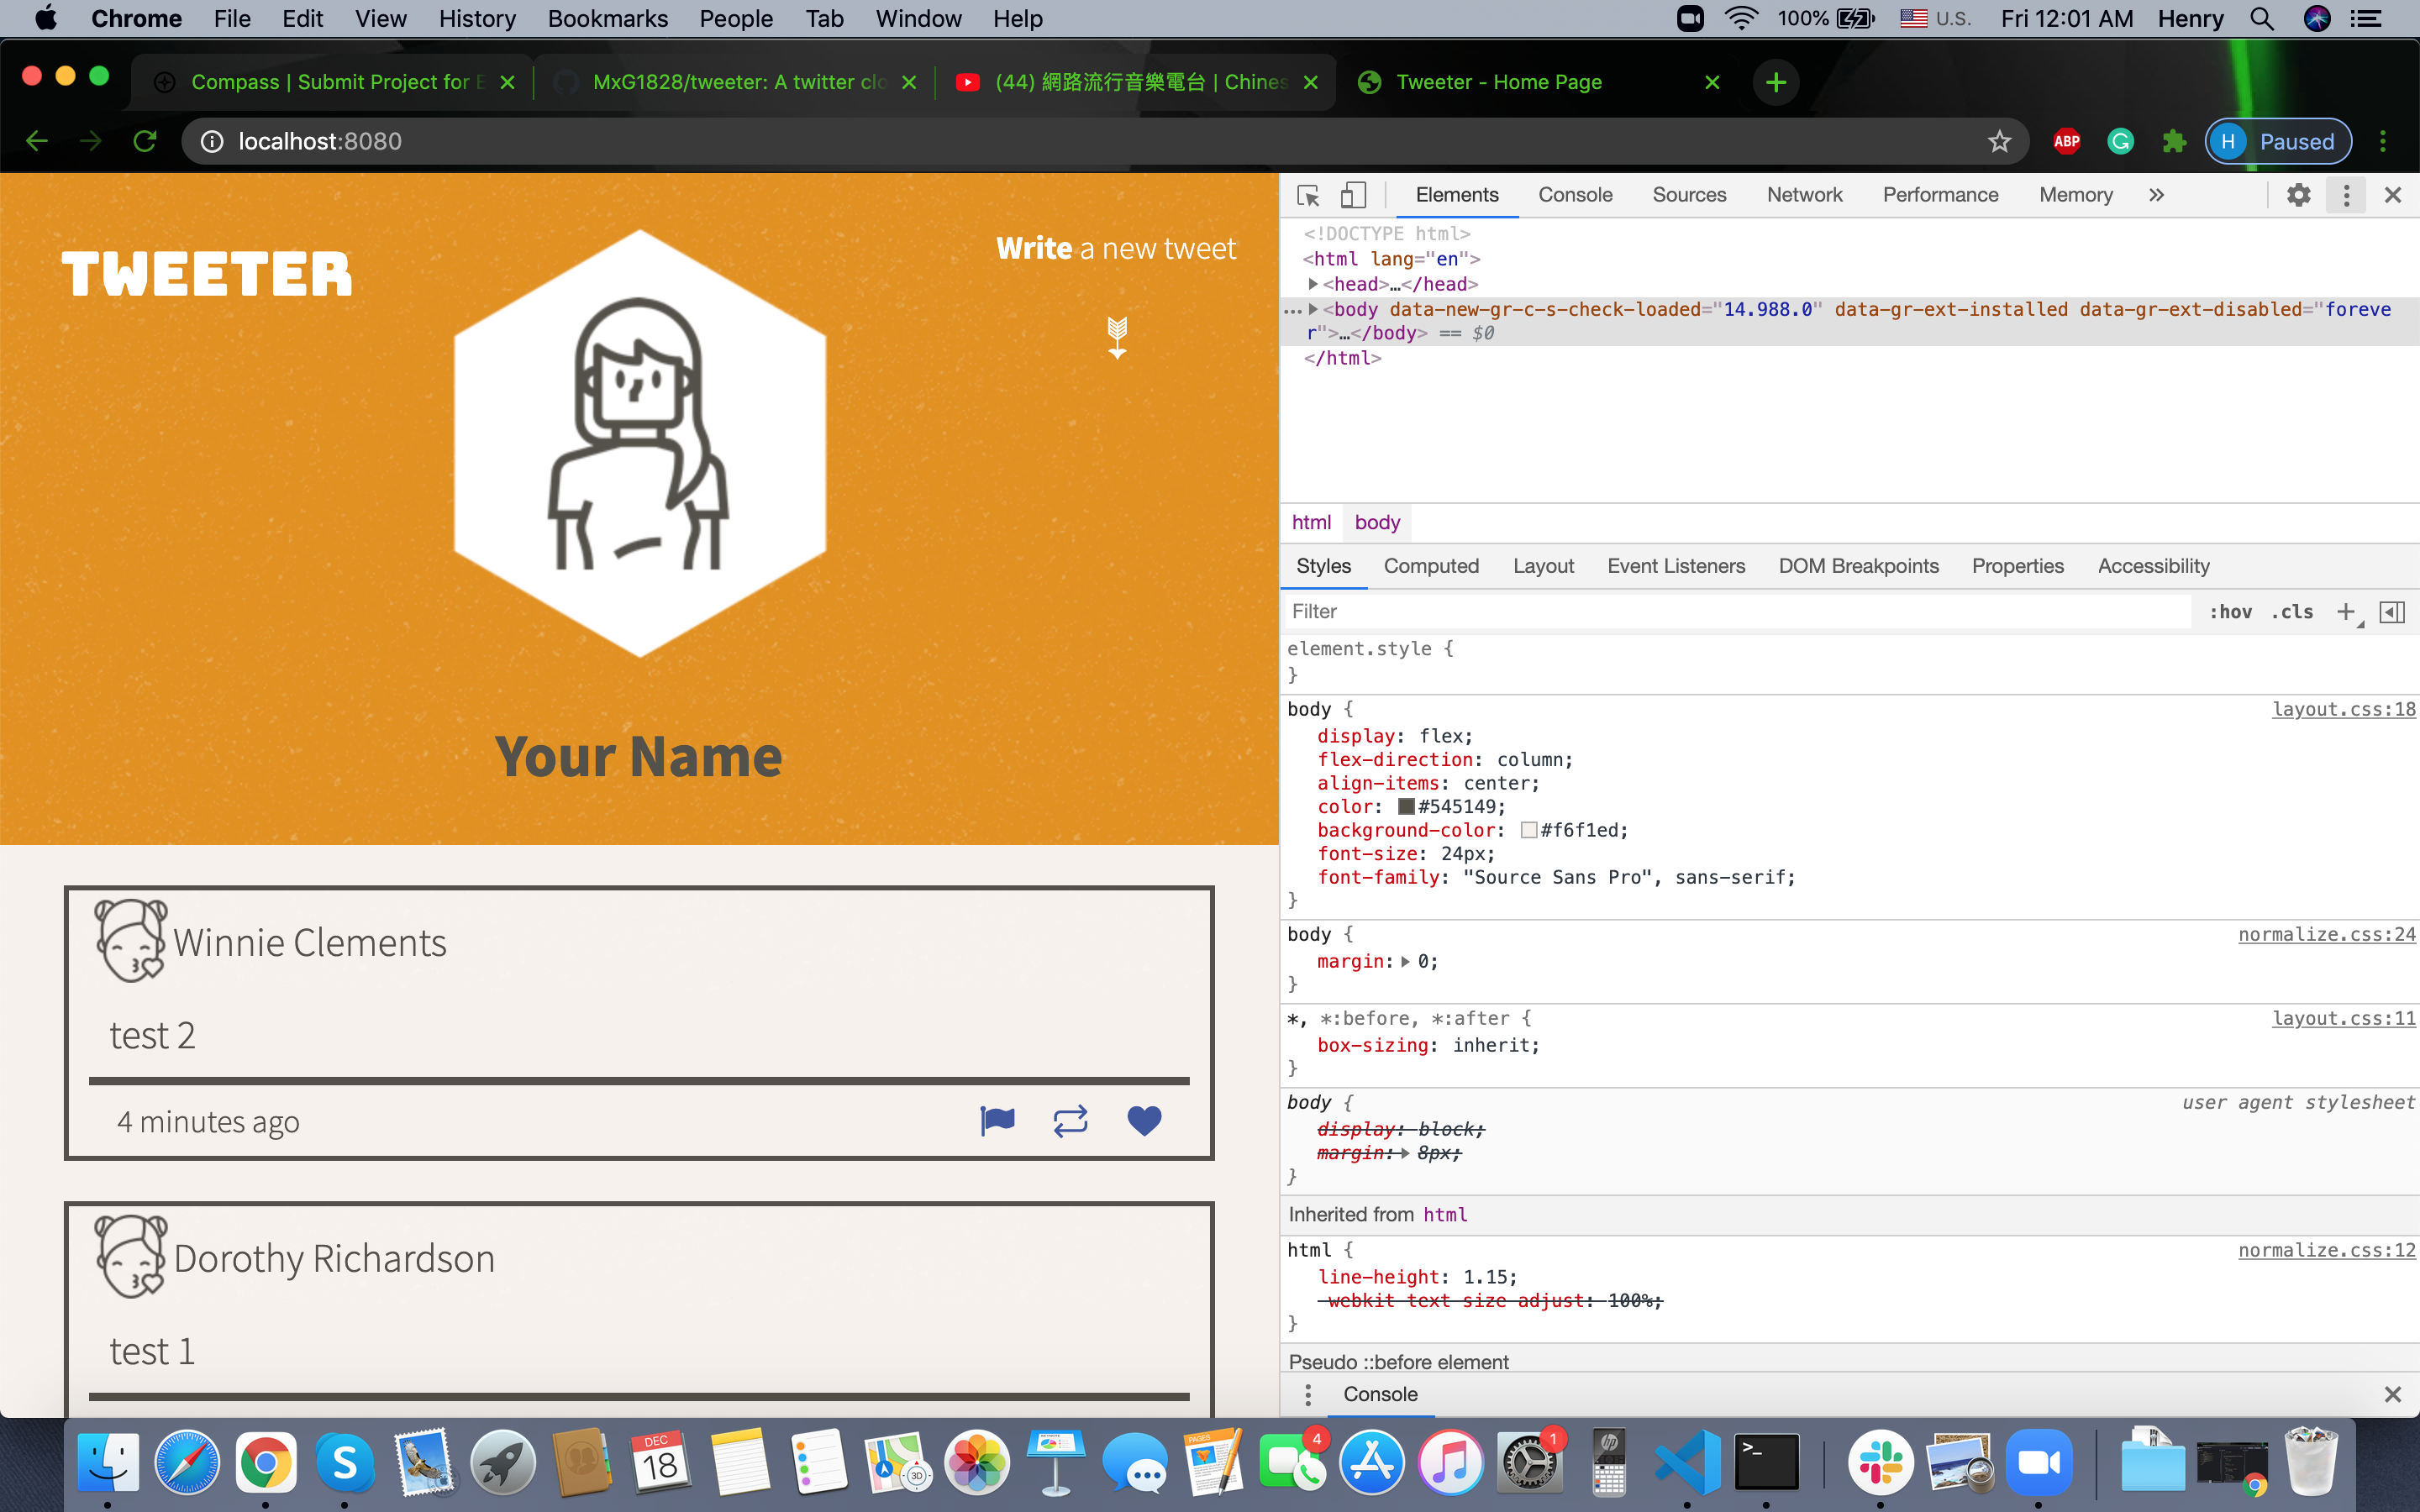 Chrome File Edit View History Bookmarks People Tab Window Help 100% U.S. Fri 12:01 AM Henry
Compass | Submit Project for E MxG1828/tweeter: A twitter clo (44) 網路流行音樂電台 | Chines Tweeter - Home Page
localhost:8080 ABP G H Paused
TWEETER
Write a new tweet
Your Name
Winnie Clements
test 2
4 minutes ago
Dorothy Richardson
test 1
Elements Console Sources Network Performance Memory »
<!DOCTYPE html>
<html lang="en">
<head>…</head>
<body data-new-gr-c-s-check-loaded="14.988.0" data-gr-ext-installed data-gr-ext-disabled="foreve
r">…</body> == $0
</html>
html body
Styles Computed Layout Event Listeners DOM Breakpoints Properties Accessibility
Filter :hov .cls +
element.style {
}
body { layout.css:18
display: flex;
flex-direction: column;
align-items: center;
color: #545149;
background-color: #f6f1ed;
font-size: 24px;
font-family: "Source Sans Pro", sans-serif;
}
body { normalize.css:24
margin: 0;
}
*, *:before, *:after { layout.css:11
box-sizing: inherit;
}
body { user agent stylesheet
display: block;
margin: 8px;
}
Inherited from html
html { normalize.css:12
line-height: 1.15;
-webkit-text-size-adjust: 100%;
}
Pseudo ::before element
Console
S DEC 18 3D PAGES 4 1 hp >_